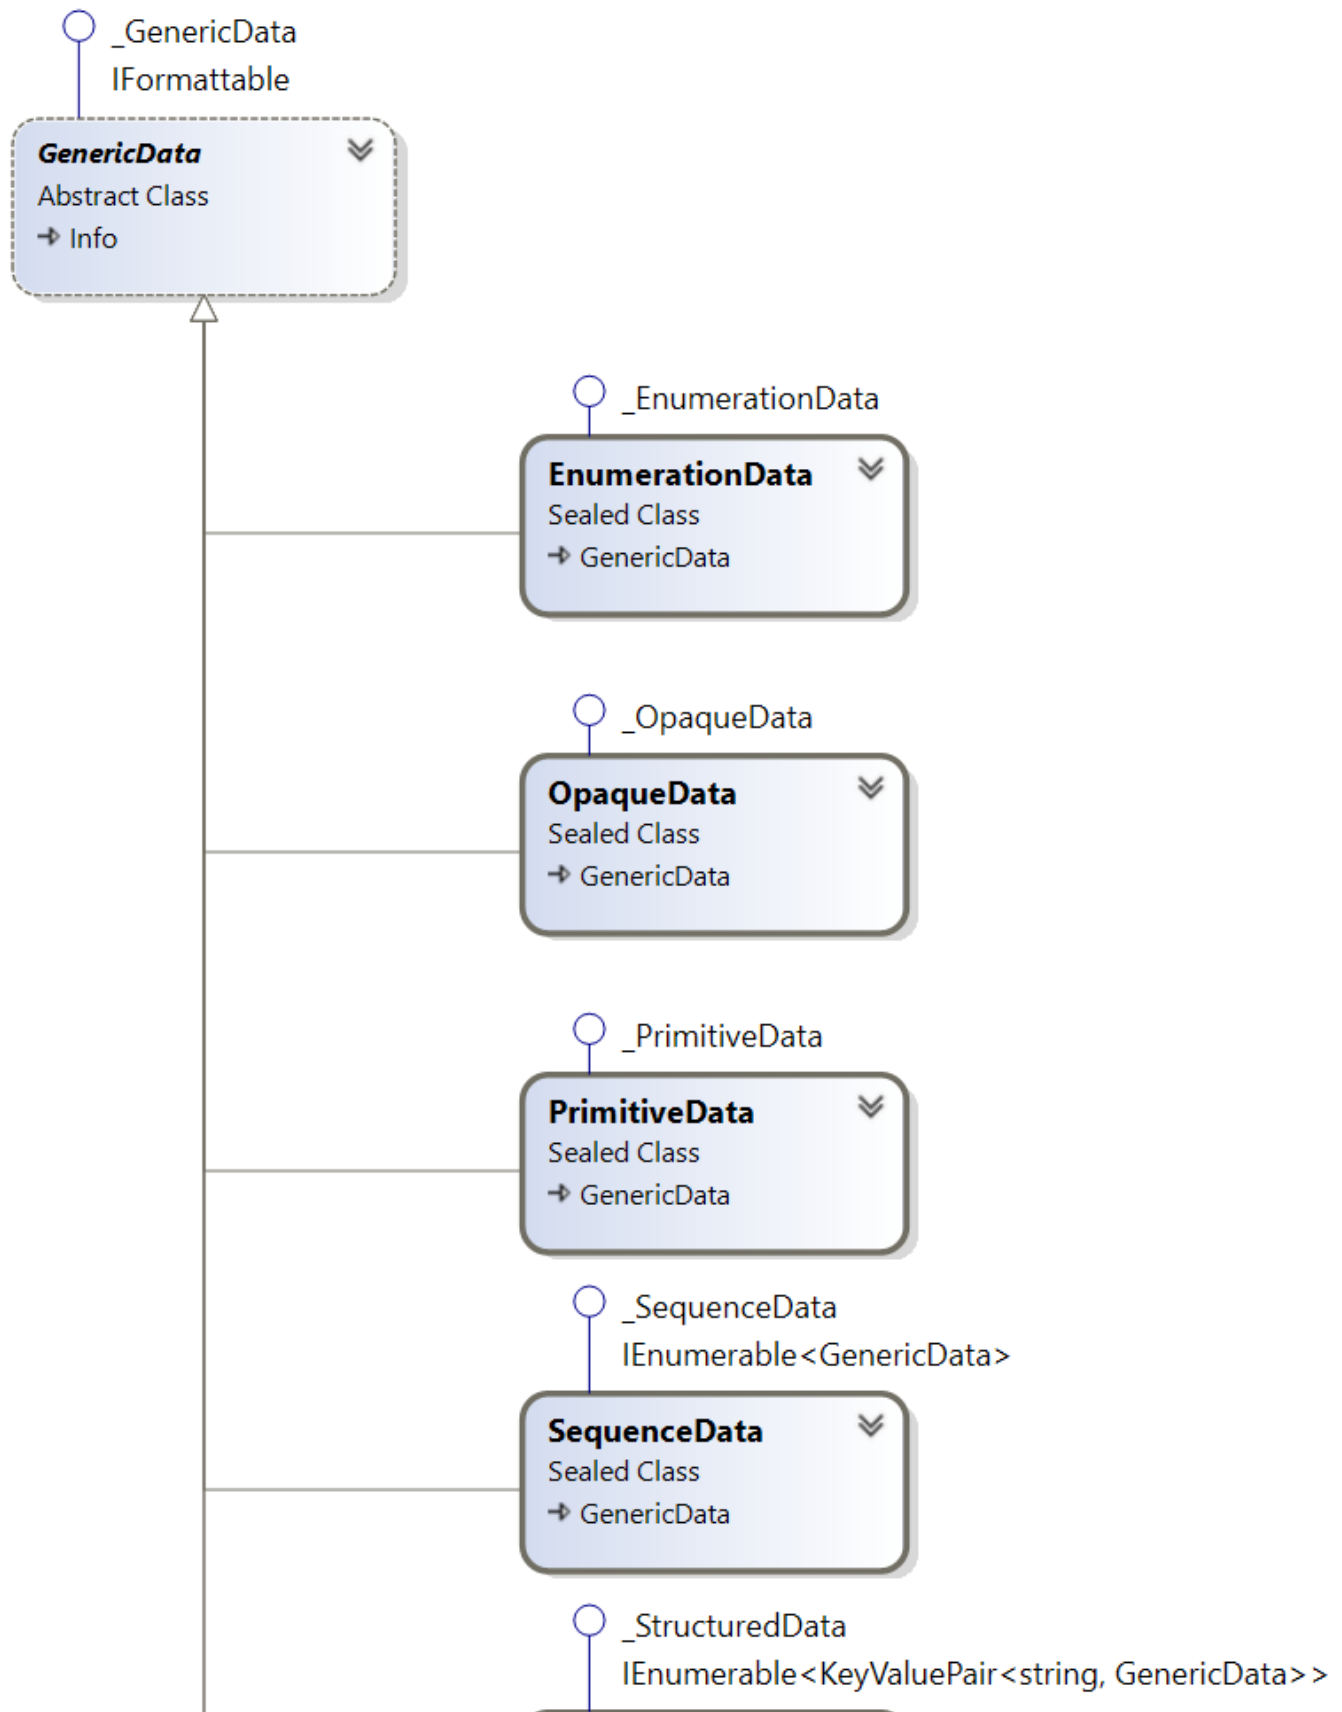 _GenericData
IFormattable
GenericData
Abstract Class
Info
_EnumerationData
EnumerationData
Sealed Class
GenericData
_OpaqueData
OpaqueData
Sealed Class
GenericData
_PrimitiveData
PrimitiveData
Sealed Class
GenericData
_SequenceData
IEnumerable<GenericData>
SequenceData
Sealed Class
GenericData
_StructuredData
IEnumerable<KeyValuePair<string, GenericData>>